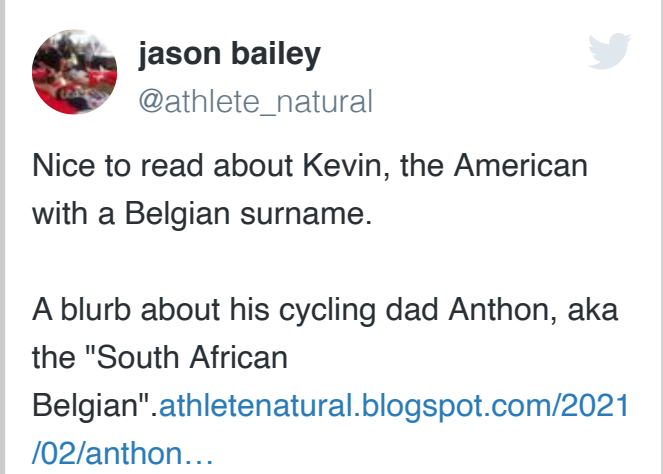 jason bailey
@athlete_natural
Nice to read about Kevin, the American
with a Belgian surname.
A blurb about his cycling dad Anthon, aka
the "South African
Belgian".athletenatural.blogspot.com/2021
/02/anthon…